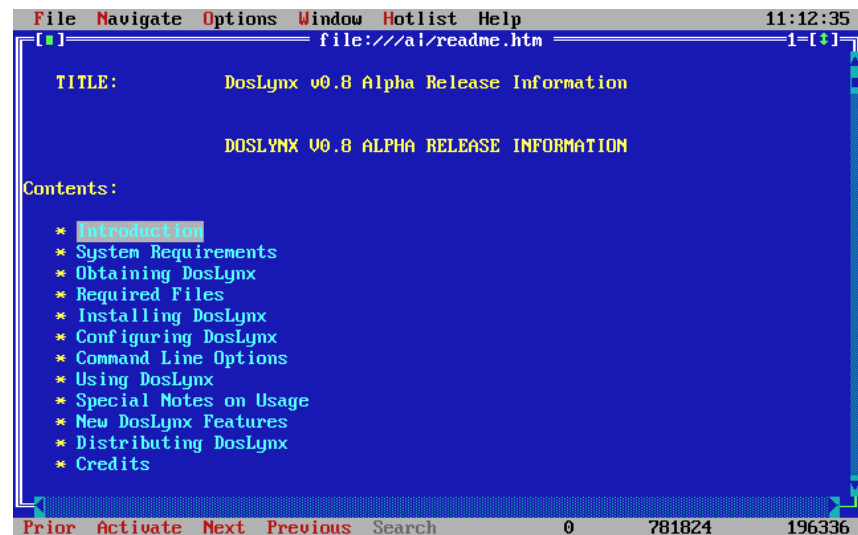 File Navigate Options Window Hotlist Help 11:12:35
[■] file:///a|/readme.htm 1=[↕]
TITLE: DosLynx v0.8 Alpha Release Information
DOSLYNX V0.8 ALPHA RELEASE INFORMATION
Contents:
* Introduction
* System Requirements
* Obtaining DosLynx
* Required Files
* Installing DosLynx
* Configuring DosLynx
* Command Line Options
* Using DosLynx
* Special Notes on Usage
* New DosLynx Features
* Distributing DosLynx
* Credits
Prior Activate Next Previous Search 0 781824 196336